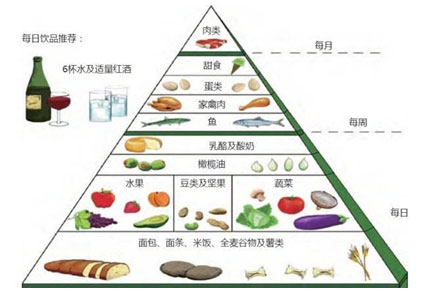 肉类
每日饮品推荐：
每月
6杯水及适量红酒
甜食
蛋类
家禽肉
鱼
每周
乳酪及酸奶
橄榄油
水果
豆类及坚果
蔬菜
每日
面包、面条、米饭、全麦谷物及薯类